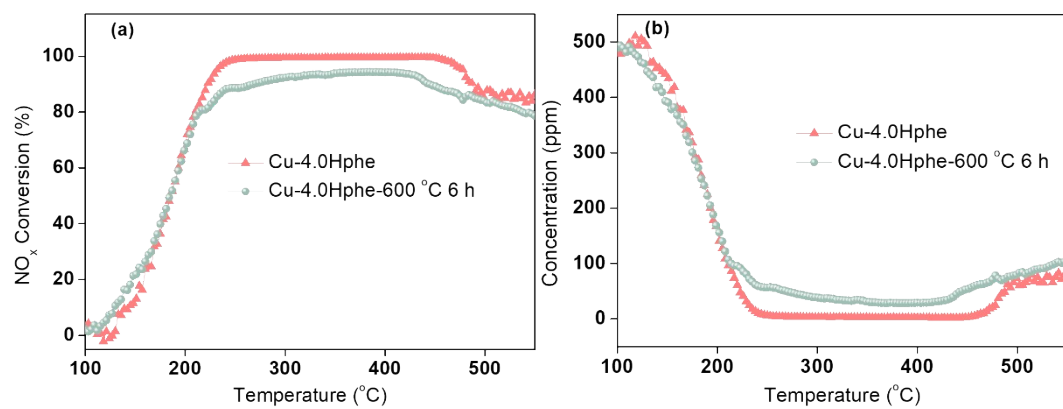 (a)
NOx Conversion (%)
100
80
60
40
20
0
Cu-4.0Hphe
Cu-4.0Hphe-600 °C 6 h
100
200
300
400
500
Temperature (°C)
(b)
Concentration (ppm)
500
400
300
200
100
0
Cu-4.0Hphe
Cu-4.0Hphe-600 °C 6 h
100
200
300
400
500
Temperature (°C)